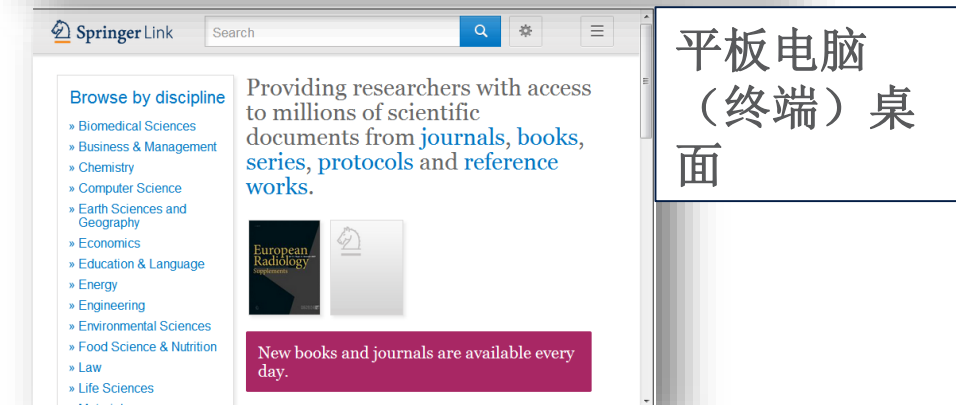 Springer Link
Search
Browse by discipline
» Biomedical Sciences
» Business & Management
» Chemistry
» Computer Science
» Earth Sciences and
Geography
» Economics
» Education & Language
» Energy
» Engineering
» Environmental Sciences
» Food Science & Nutrition
» Law
» Life Sciences
Providing researchers with access
to millions of scientific
documents from journals, books,
series, protocols and reference
works.
European
Radiology
Supplements
New books and journals are available every
day.
平板电脑
（终端）桌
面